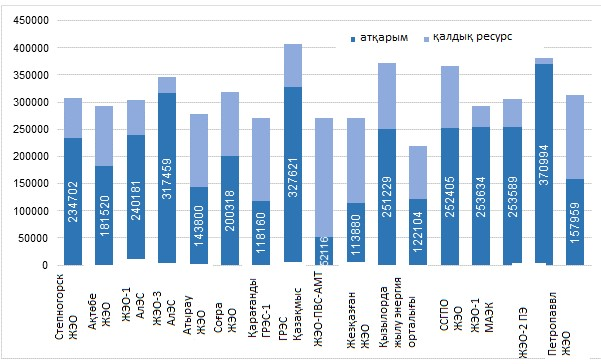 450000
400000
350000
300000
250000
200000
150000
100000
50000
0
атқарым
қалдық ресурс
234702
181520
240181
317459
143800
200318
118160
327621
52116
113880
251229
122104
252405
253634
253589
370994
157959
Степногорск
ЖЭО
Ақтөбе
ЖЭО
ЖЭО-1
АлЭС
ЖЭО-3
АлЭС
Атырау
ЖЭО
Соғра
ЖЭО
Қарағанды
ГРЭС-1
ГРЭС
Қазақмыс
ЖЭО-ПВС-АМТ
Жезқазған
ЖЭО
Қызылорда
жылу энергия
орталығы
ССГПО
ЖЭО
ЖЭО-1
МАЭК
ЖЭО-2 ПЭ
Петропаввл
ЖЭО